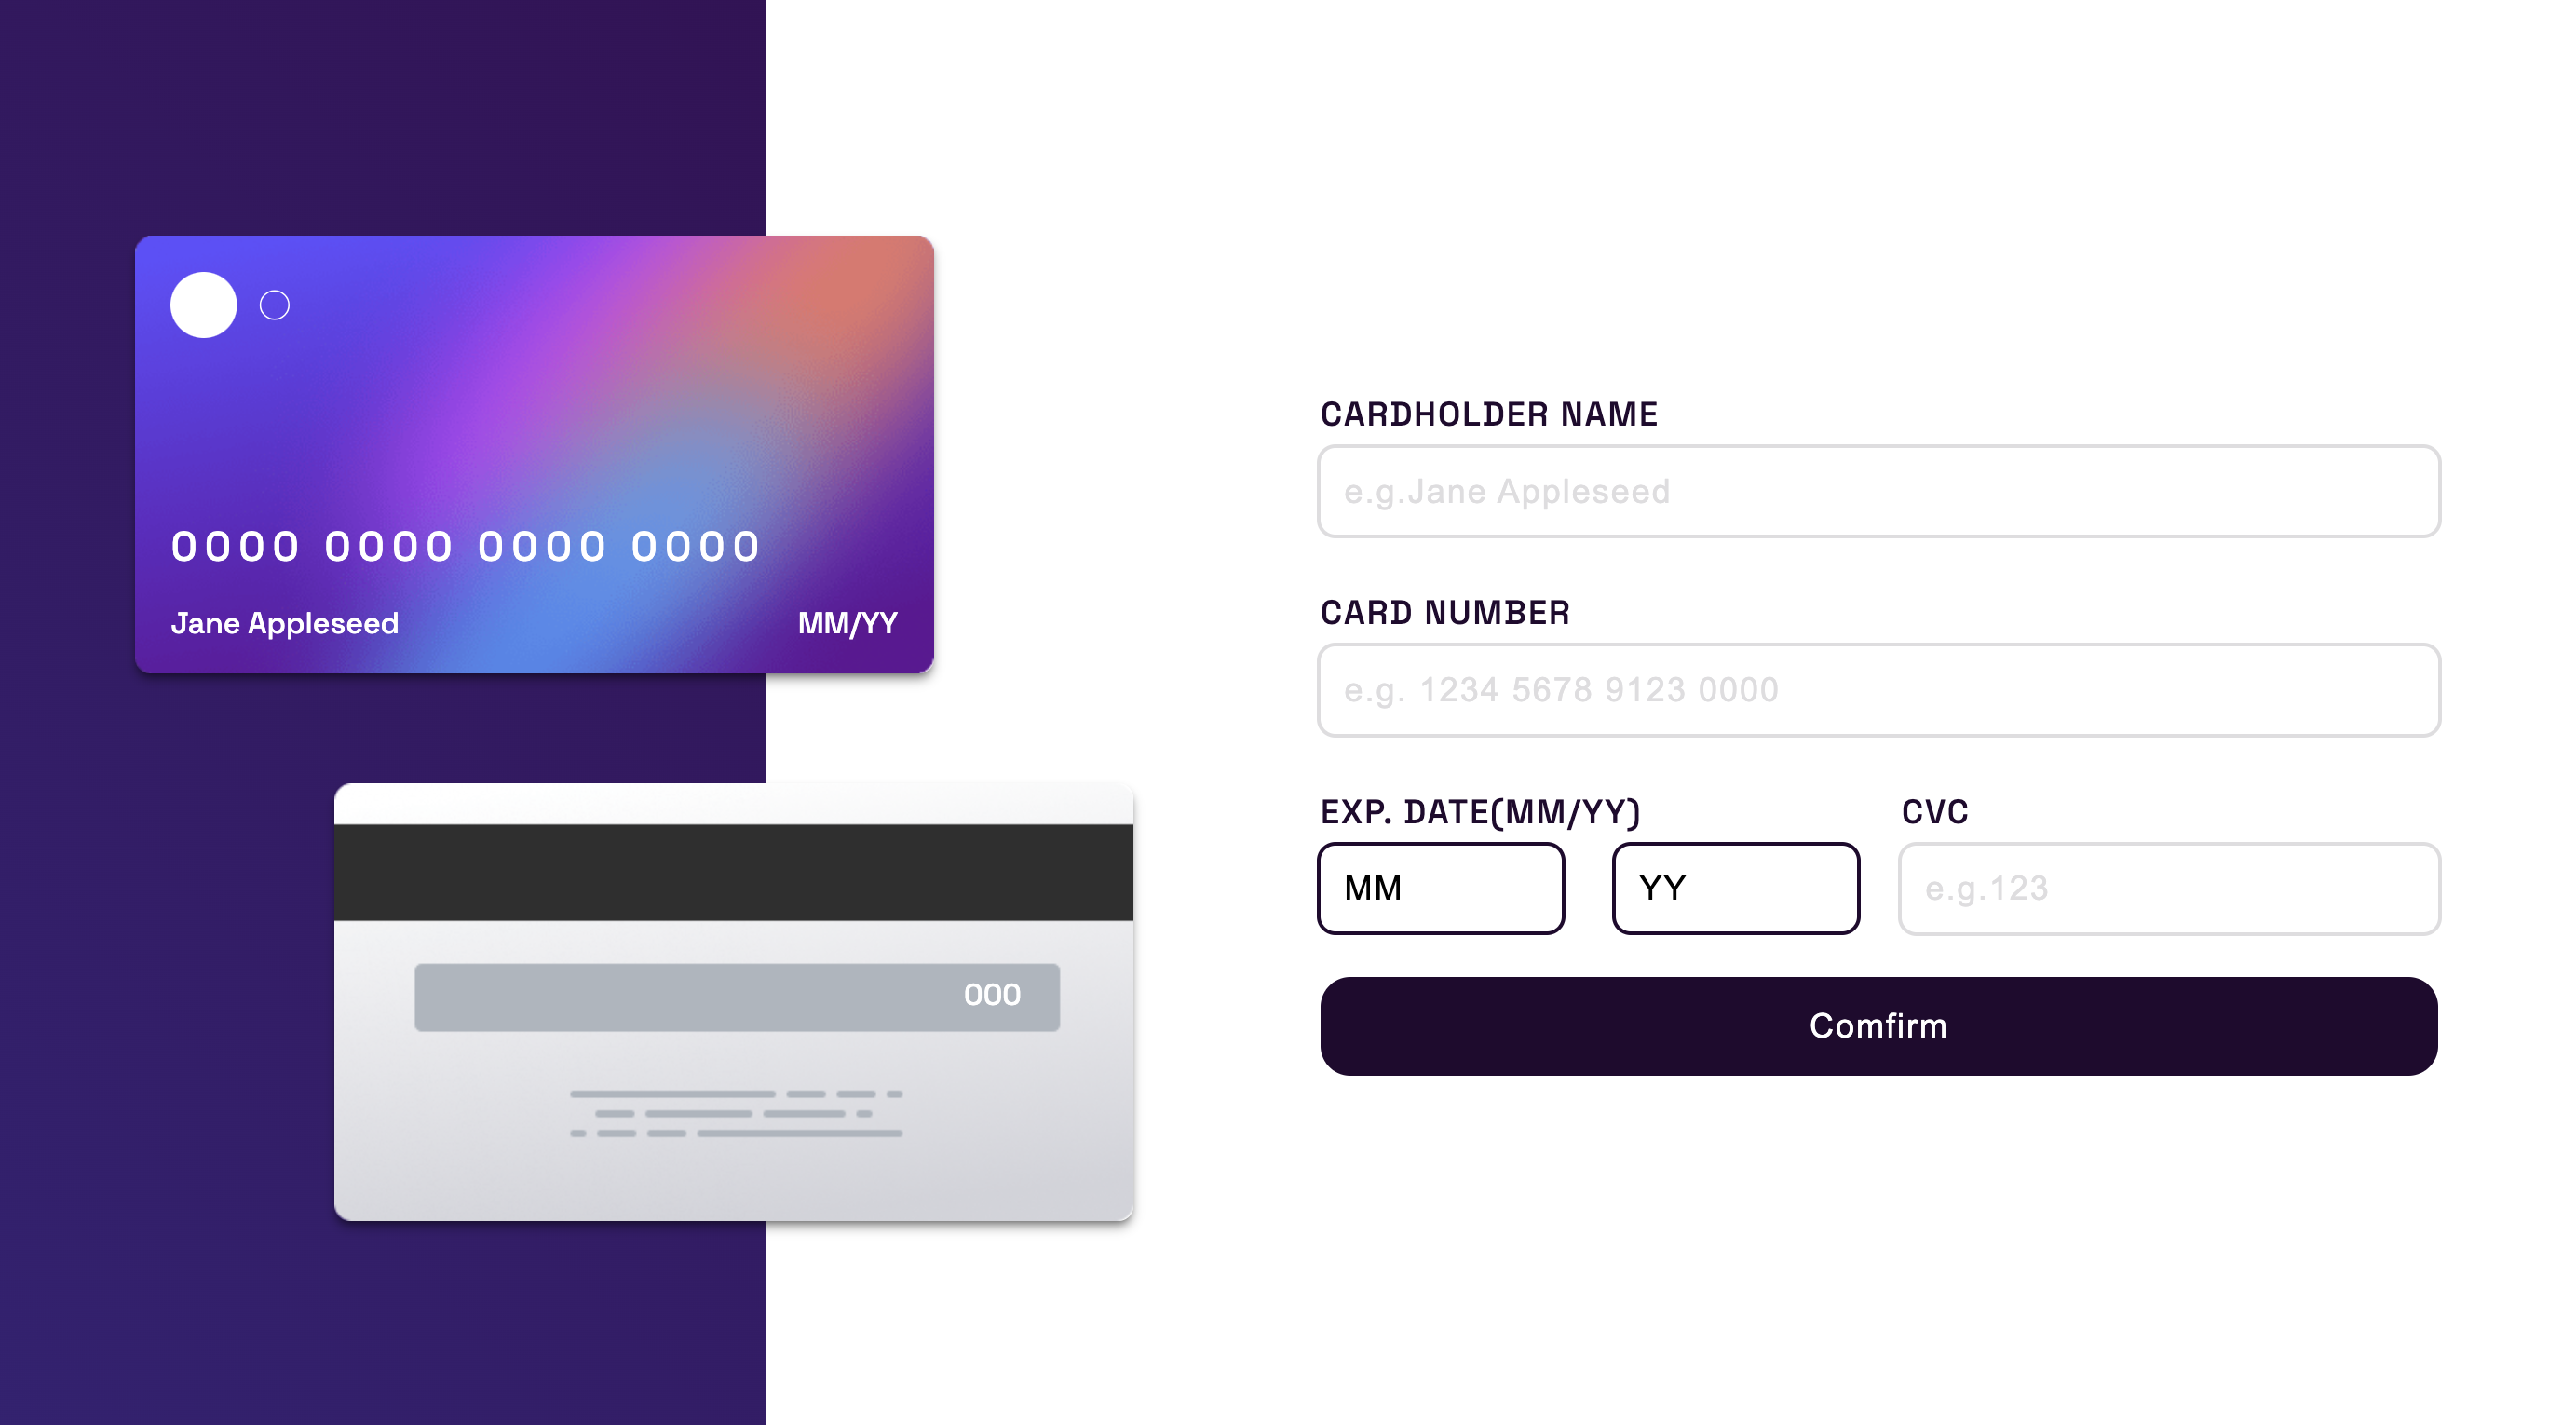 0000 0000 0000 0000
Jane Appleseed MM/YY
000
CARDHOLDER NAME
e.g.Jane Appleseed
CARD NUMBER
e.g. 1234 5678 9123 0000
EXP. DATE(MM/YY) CVC
MM YY e.g.123
Comfirm